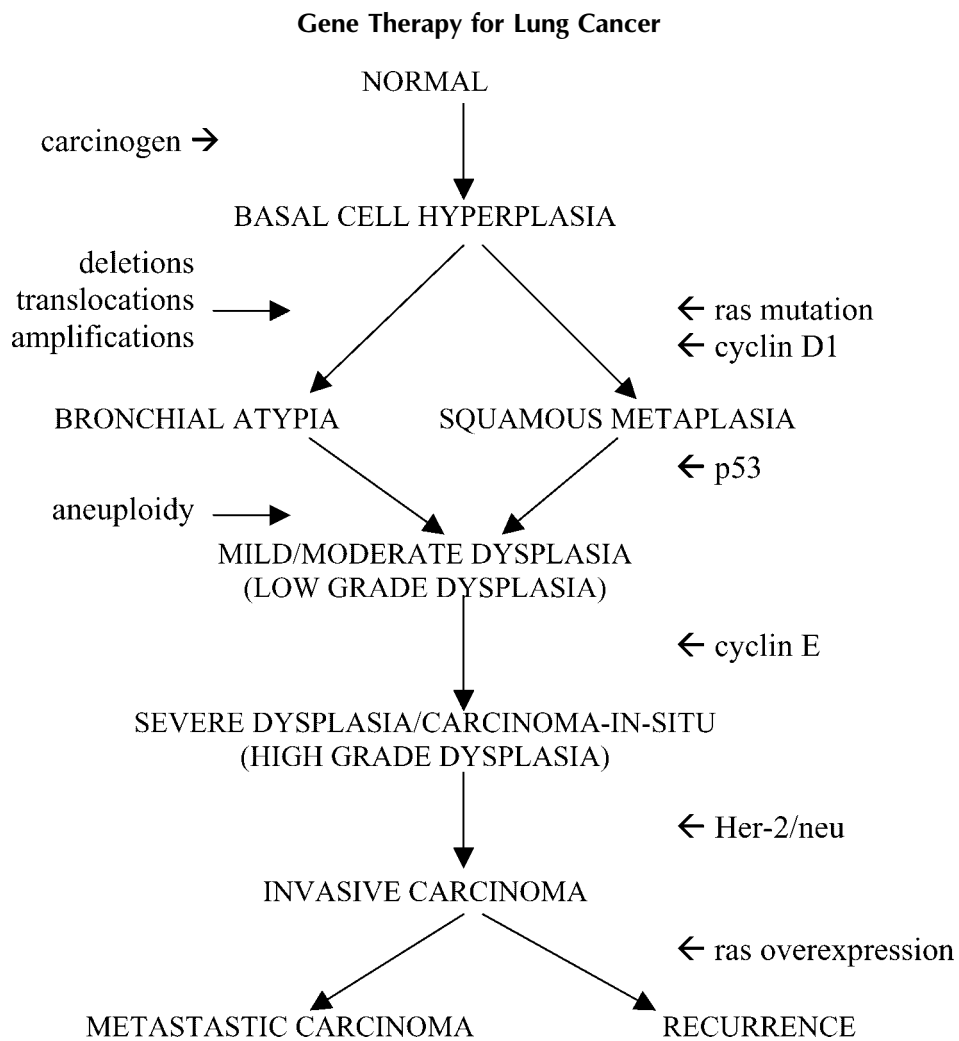 Gene Therapy for Lung Cancer
NORMAL
carcinogen →
BASAL CELL HYPERPLASIA
deletions
translocations
amplifications
← ras mutation
← cyclin D1
BRONCHIAL ATYPIA
SQUAMOUS METAPLASIA
← p53
aneuploidy
MILD/MODERATE DYSPLASIA
(LOW GRADE DYSPLASIA)
← cyclin E
SEVERE DYSPLASIA/CARCINOMA-IN-SITU
(HIGH GRADE DYSPLASIA)
← Her-2/neu
INVASIVE CARCINOMA
← ras overexpression
METASTASTIC CARCINOMA
RECURRENCE